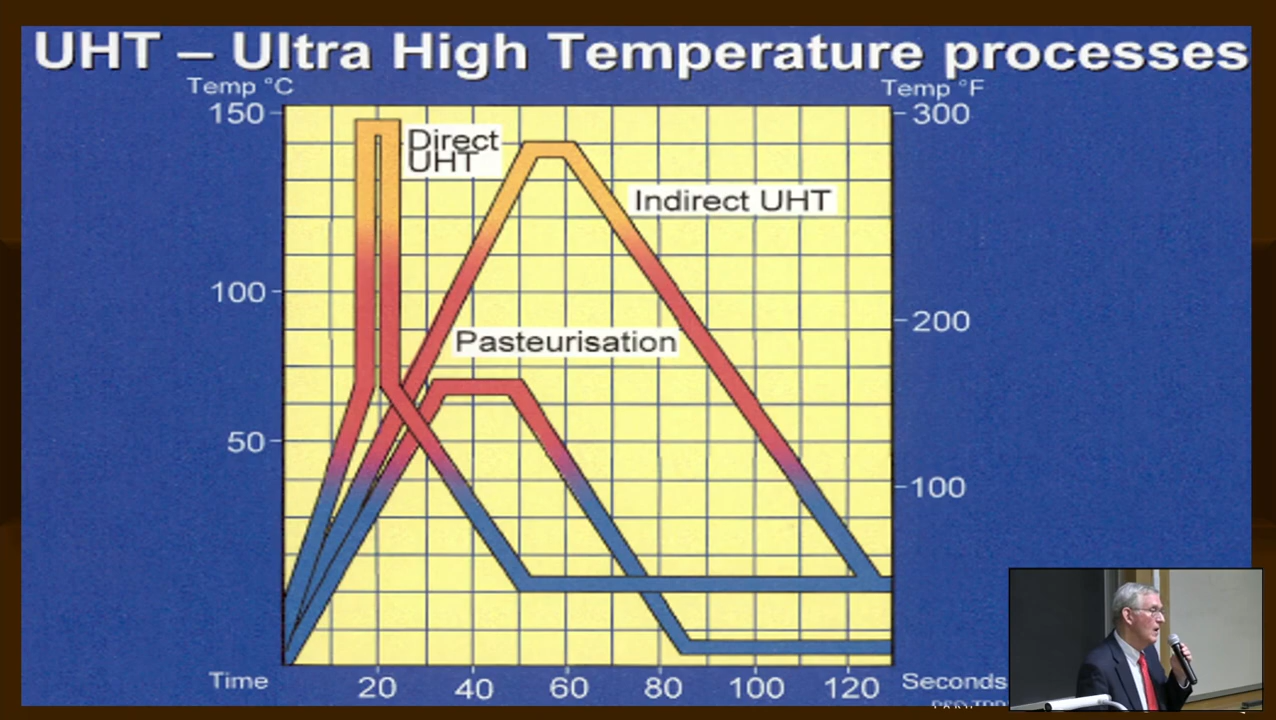 UHT – Ultra High Temperature processes
Temp °C
Temp °F
150
300
Direct
UHT
Indirect UHT
100
200
Pasteurisation
50
100
Time
20
40
60
80
100
120
Seconds